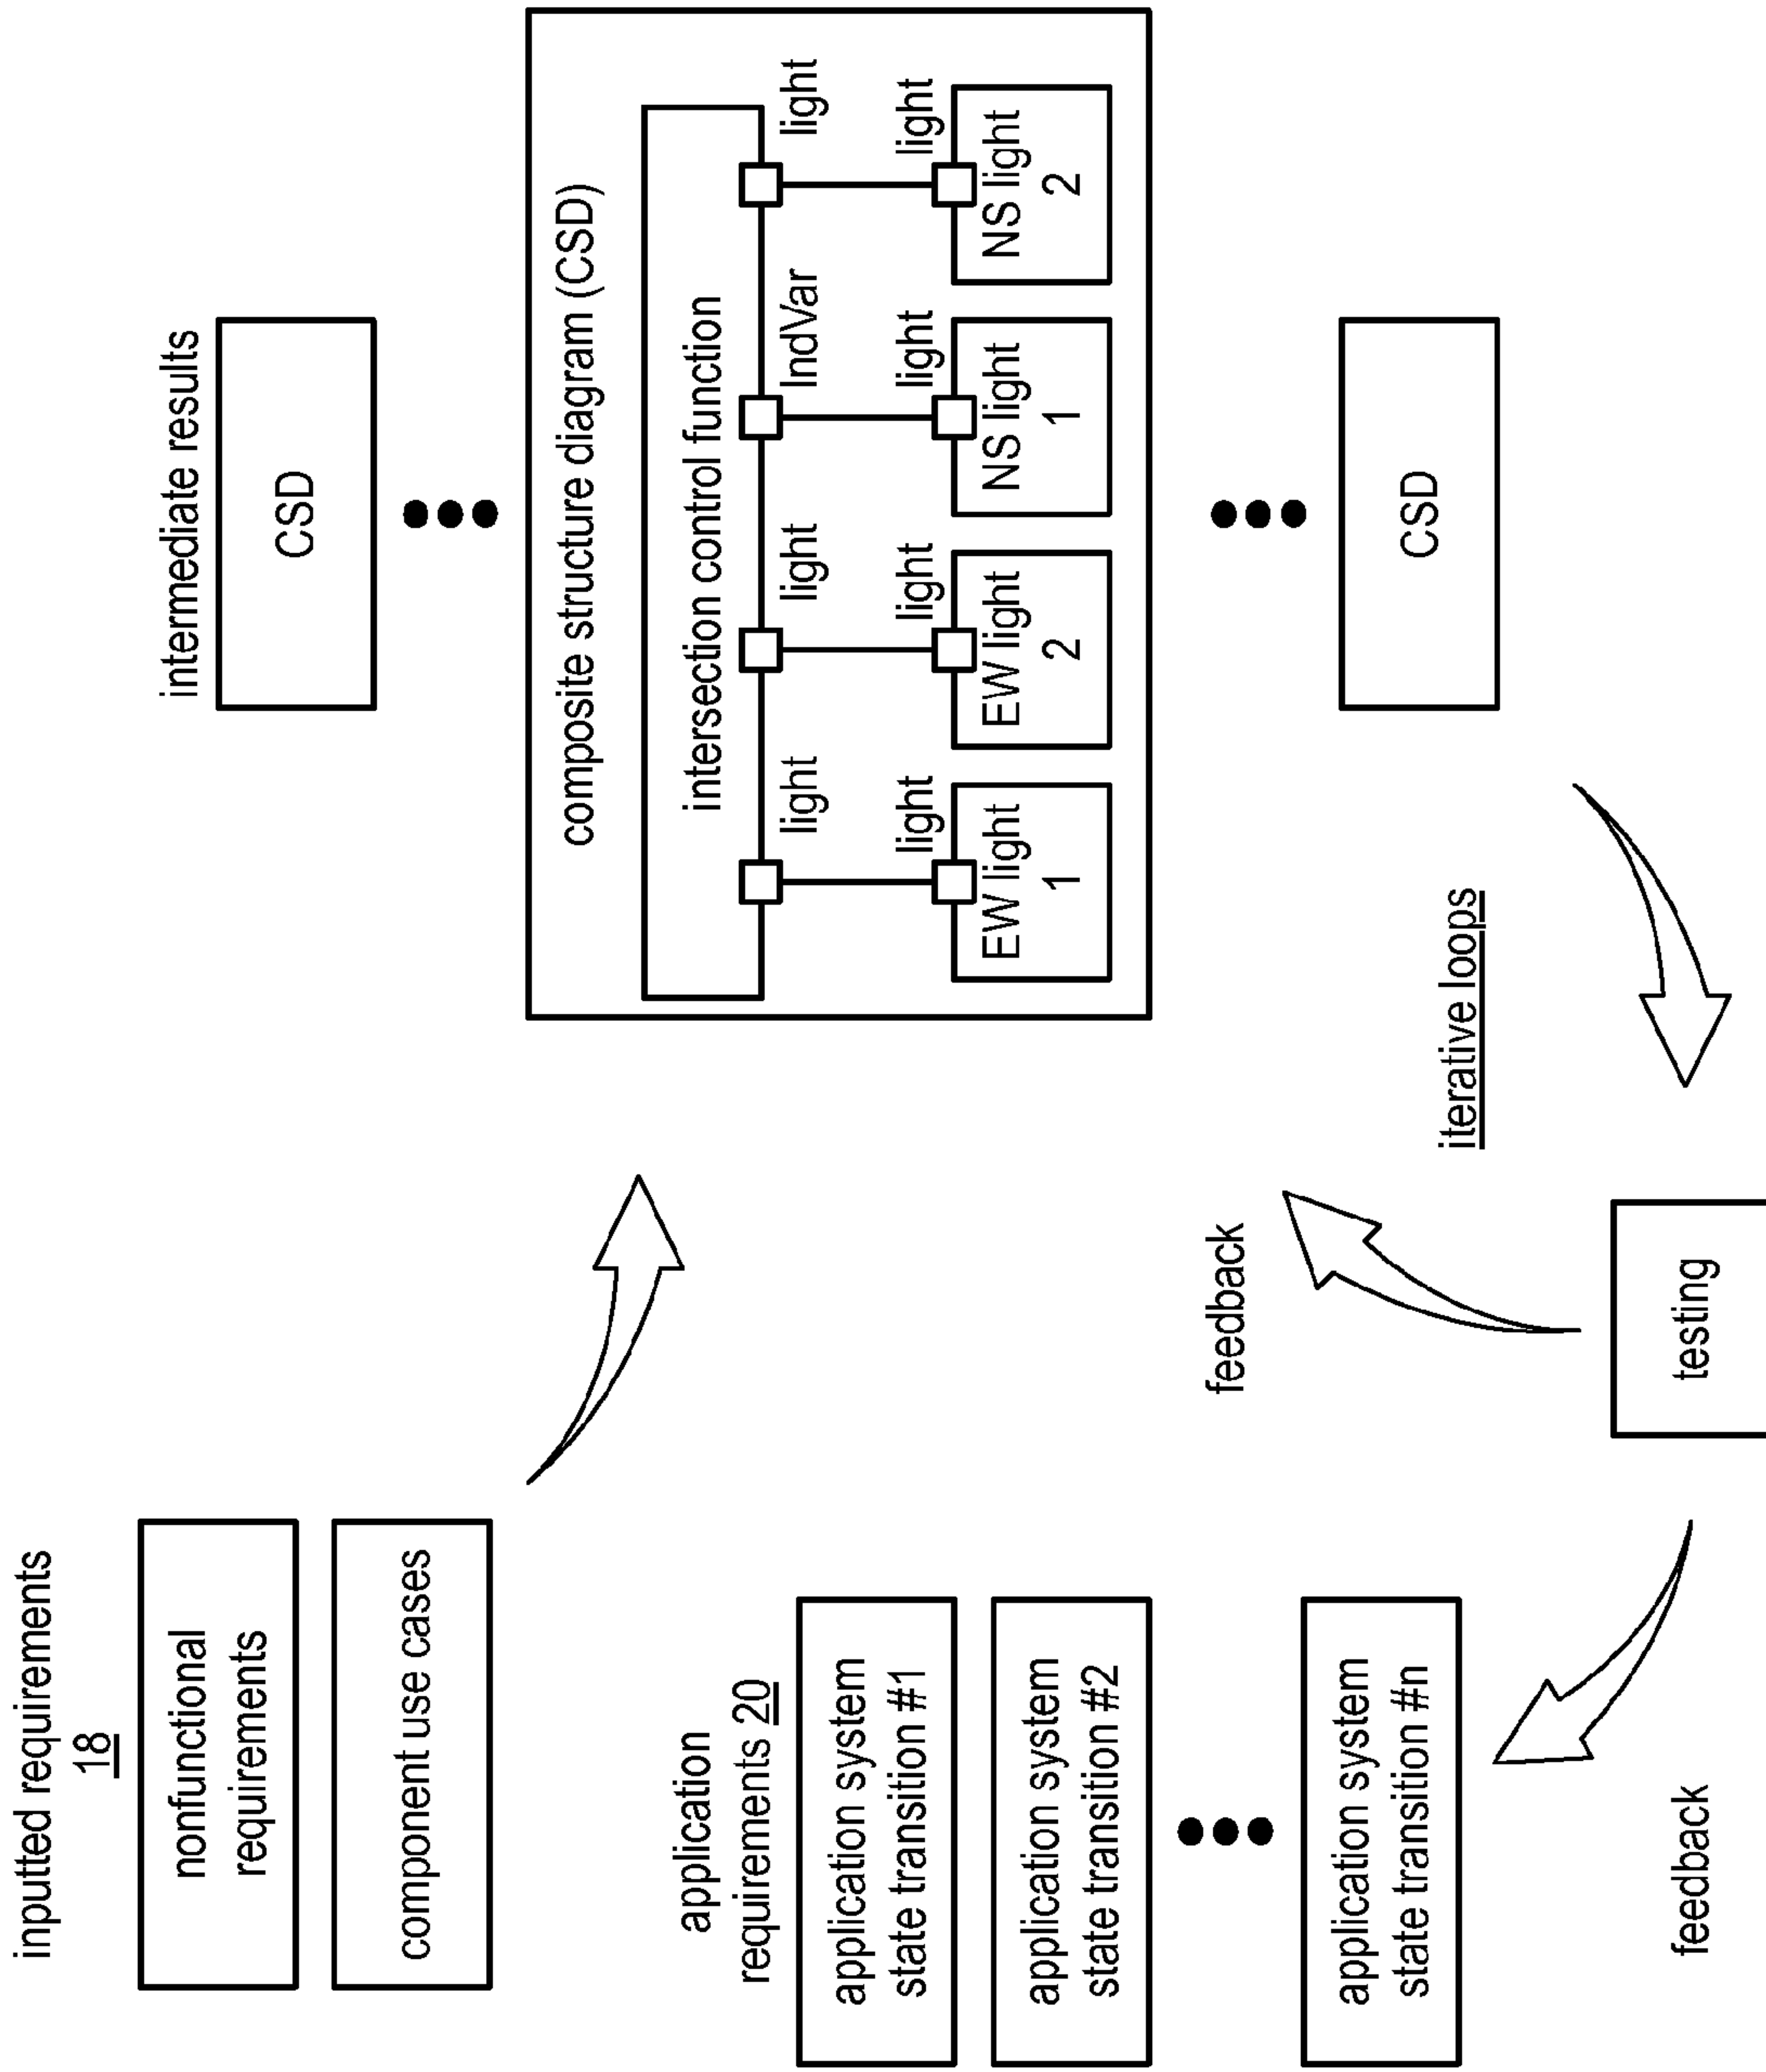 inputted requirements
18
nonfunctional
requirements
component use cases
application
requirements 20
application system
state transition #1
application system
state transition #2
application system
state transition #n
feedback
testing
feedback
iterative loops
intermediate results
CSD
composite structure diagram (CSD)
intersection control function
light
light
IndVar
light
light
light
light
light
EW light
1
EW light
2
NS light
1
NS light
2
CSD